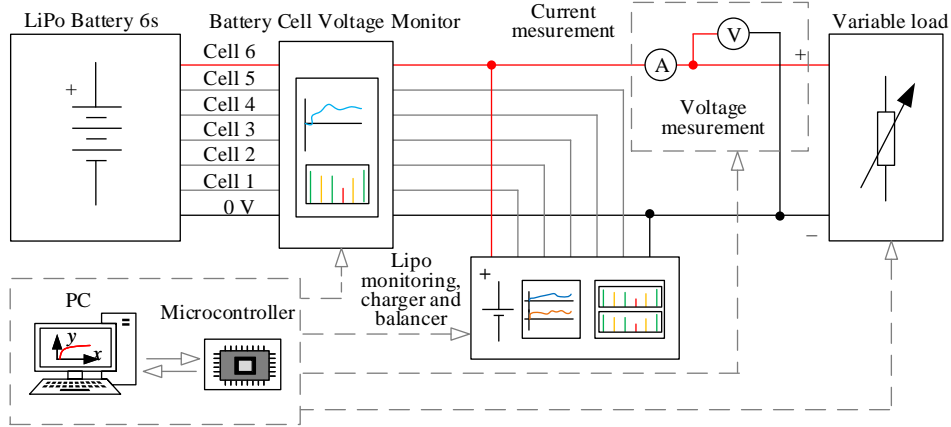 LiPo Battery 6s
Battery Cell Voltage Monitor
Current
mesurement
Variable load
Cell 6
Cell 5
Cell 4
Cell 3
Cell 2
Cell 1
0 V
+
A
V
+
Voltage
mesurement
−
Lipo
monitoring,
charger and
balancer
+
PC
Microcontroller
y
x